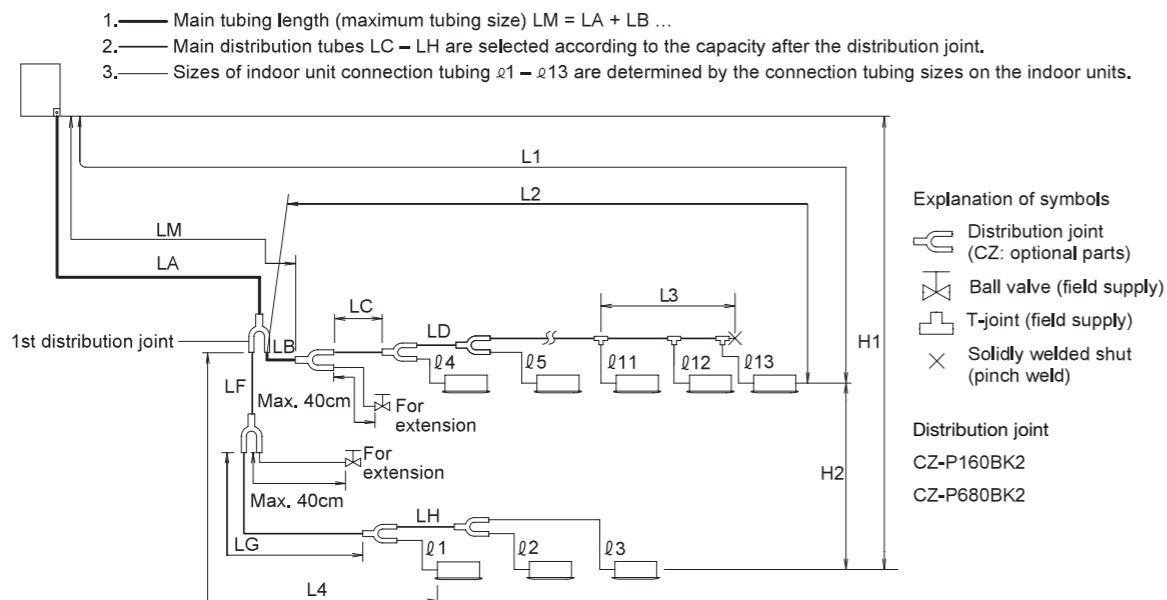 1. Main tubing length (maximum tubing size) LM = LA + LB ...
2. Main distribution tubes LC – LH are selected according to the capacity after the distribution joint.
3. Sizes of indoor unit connection tubing ℓ1 – ℓ13 are determined by the connection tubing sizes on the indoor units.
L1
L2
LM
LA
LC
L3
LD
1st distribution joint
LB
ℓ4
ℓ5
ℓ11
ℓ12
ℓ13
H1
LF
Max. 40cm
For
extension
For
extension
Max. 40cm
H2
LG
LH
ℓ1
ℓ2
ℓ3
L4
Explanation of symbols
Distribution joint
(CZ: optional parts)
Ball valve (field supply)
T-joint (field supply)
Solidly welded shut
(pinch weld)
Distribution joint
CZ-P160BK2
CZ-P680BK2